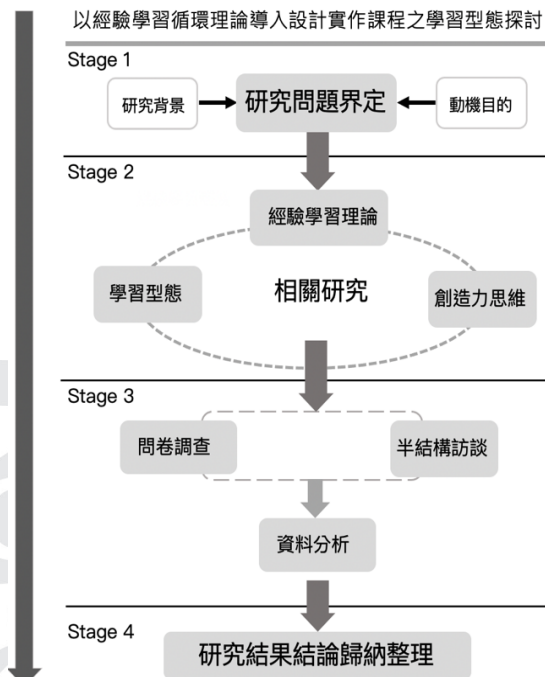 以經驗學習循環理論導入設計實作課程之學習型態探討
Stage 1
研究背景
研究問題界定
動機目的
Stage 2
經驗學習理論
學習型態
相關研究
創造力思維
Stage 3
問卷調查
半結構訪談
資料分析
Stage 4
研究結果結論歸納整理